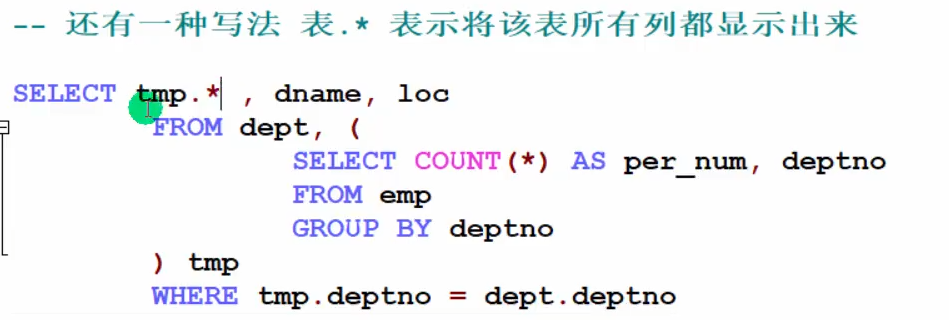 -- 还有一种写法 表.* 表示将该表所有列都显示出来
SELECT tmp.* , dname, loc
FROM dept, (
SELECT COUNT(*) AS per_num, deptno
FROM emp
GROUP BY deptno
) tmp
WHERE tmp.deptno = dept.deptno